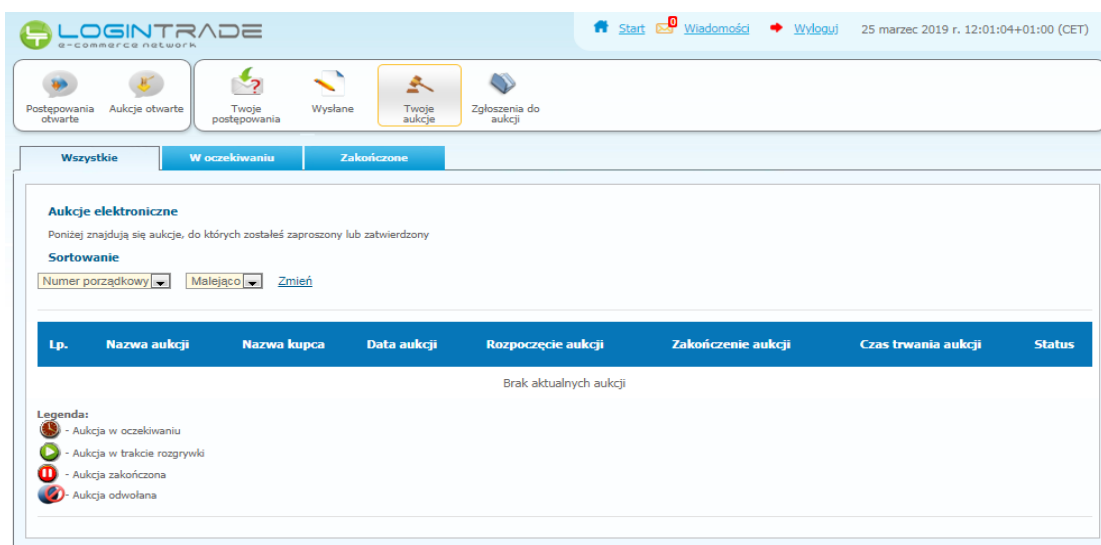 LOGINTRADE
e-commerce network
Start 0 Wiadomości Wyloguj 25 marzec 2019 r. 12:01:04+01:00 (CET)
Postępowania otwarte
Aukcje otwarte
Twoje postępowania
Wysłane
Twoje aukcje
Zgłoszenia do aukcji
Wszystkie W oczekiwaniu Zakończone
Aukcje elektroniczne
Poniżej znajdują się aukcje, do których zostałeś zaproszony lub zatwierdzony
Sortowanie
Numer porządkowy Malejąco Zmień
Lp. Nazwa aukcji Nazwa kupca Data aukcji Rozpoczęcie aukcji Zakończenie aukcji Czas trwania aukcji Status
Brak aktualnych aukcji
Legenda:
- Aukcja w oczekiwaniu
- Aukcja w trakcie rozgrywki
- Aukcja zakończona
- Aukcja odwołana